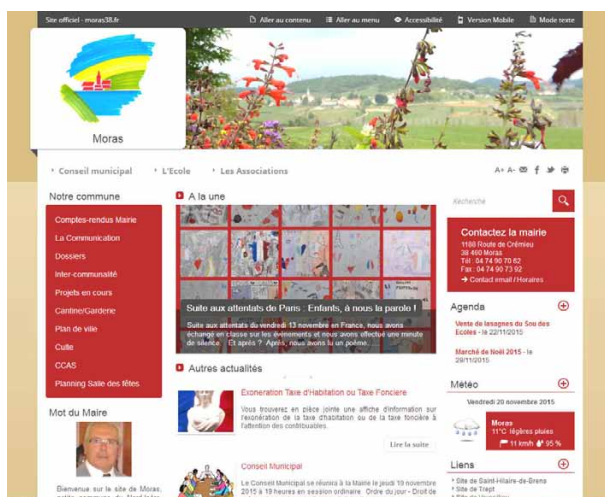 Site officiel - moras38.fr
Aller au contenu
Aller au menu
Accessibilité
Version Mobile
Mode texte
Moras
Conseil municipal
L'Ecole
Les Associations
A+ A-
Notre commune
Comptes-rendus Mairie
La Communication
Dossiers
Inter-communalité
Projets en cours
Cantine/Garderie
Plan de ville
Culte
CCAS
Planning Salle des fêtes
Mot du Maire
Bienvenue sur le site de Moras,
A la une
Suite aux attentats de Paris : Enfants, à nous la parole !
Suite aux attentats du vendredi 13 novembre en France, nous avons
échangé en classe sur les événements et nous avons effectué une minute
de silence. Et après ? Après, nous avons lu un poème...
Autres actualités
Exonération Taxe d'Habitation ou Taxe Foncière
Vous trouverez en pièce jointe une affiche d'information sur
l'exonération de la taxe d'habitation ou de la taxe foncière à
l'attention des contribuables.
Lire la suite
Conseil Municipal
Le Conseil Municipal se réunira à la Mairie le jeudi 19 novembre
2015 à 19 heures en session ordinaire Ordre du jour - Droit de
Recherche
Contactez la mairie
1188 Route de Crémieu
38 460 Moras
Tél : 04 74 90 70 62
Fax : 04 74 90 73 92
Contact email / Horaires
Agenda
Vente de lasagnes du Sou des
Ecoles - le 22/11/2015
Marché de Noël 2015 - le
28/11/2015
Météo
Vendredi 20 novembre 2015
Moras
11°C légères pluies
11 km/h 95 %
Liens
* Site de Saint-Hilaire-de-Brens
* Site de Trept